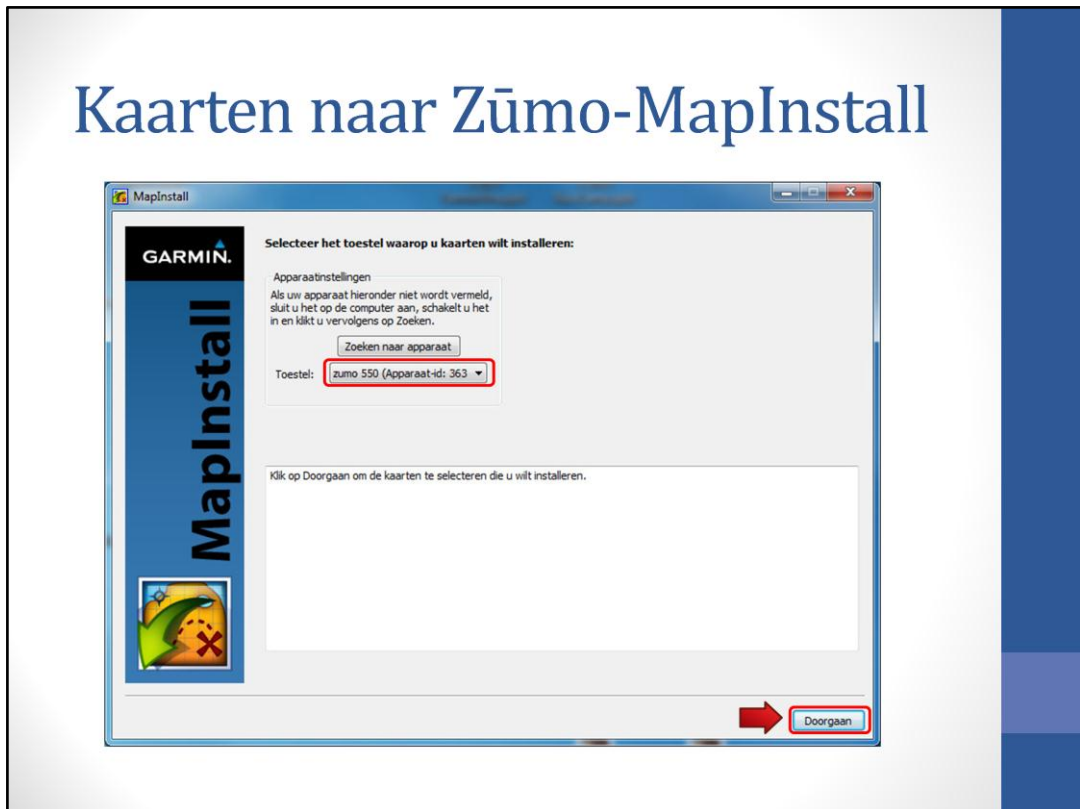 Kaarten naar Zūmo-MapInstall
MapInstall
GARMIN.
MapInstall
Selecteer het toestel waarop u kaarten wilt installeren:
Apparaatinstellingen
Als uw apparaat hieronder niet wordt vermeld,
sluit u het op de computer aan, schakelt u het
in en klikt u vervolgens op Zoeken.
Zoeken naar apparaat
Toestel: zumo 550 (Apparaat-id: 363
Klik op Doorgaan om de kaarten te selecteren die u wilt installeren.
Doorgaan